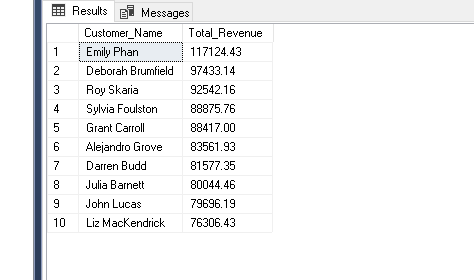 Results Messages
Customer_Name Total_Revenue
1 Emily Phan 117124.43
2 Deborah Brumfield 97433.14
3 Roy Skaria 92542.16
4 Sylvia Foulston 88875.76
5 Grant Carroll 88417.00
6 Alejandro Grove 83561.93
7 Darren Budd 81577.35
8 Julia Barnett 80044.46
9 John Lucas 79696.19
10 Liz MacKendrick 76306.43